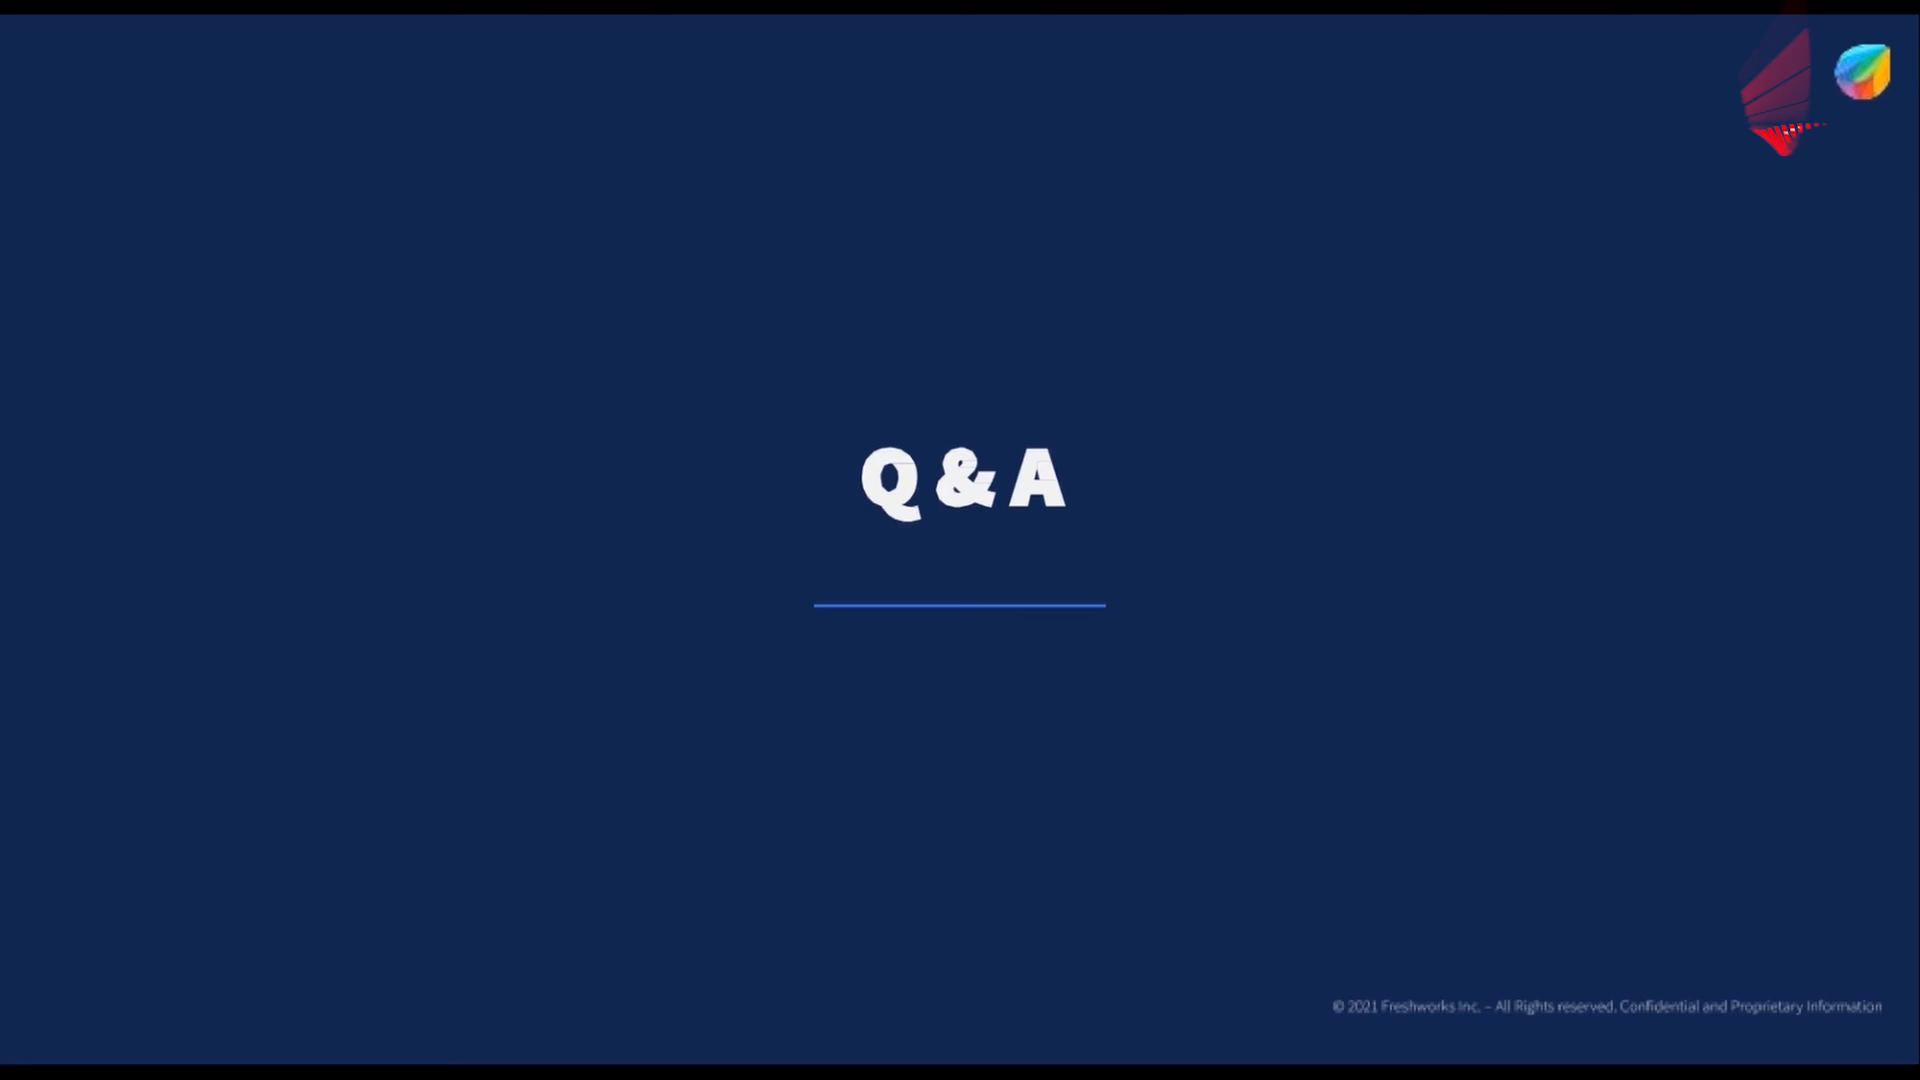 Q & A
© 2021 Freshworks Inc. – All Rights reserved. Confidential and Proprietary Information